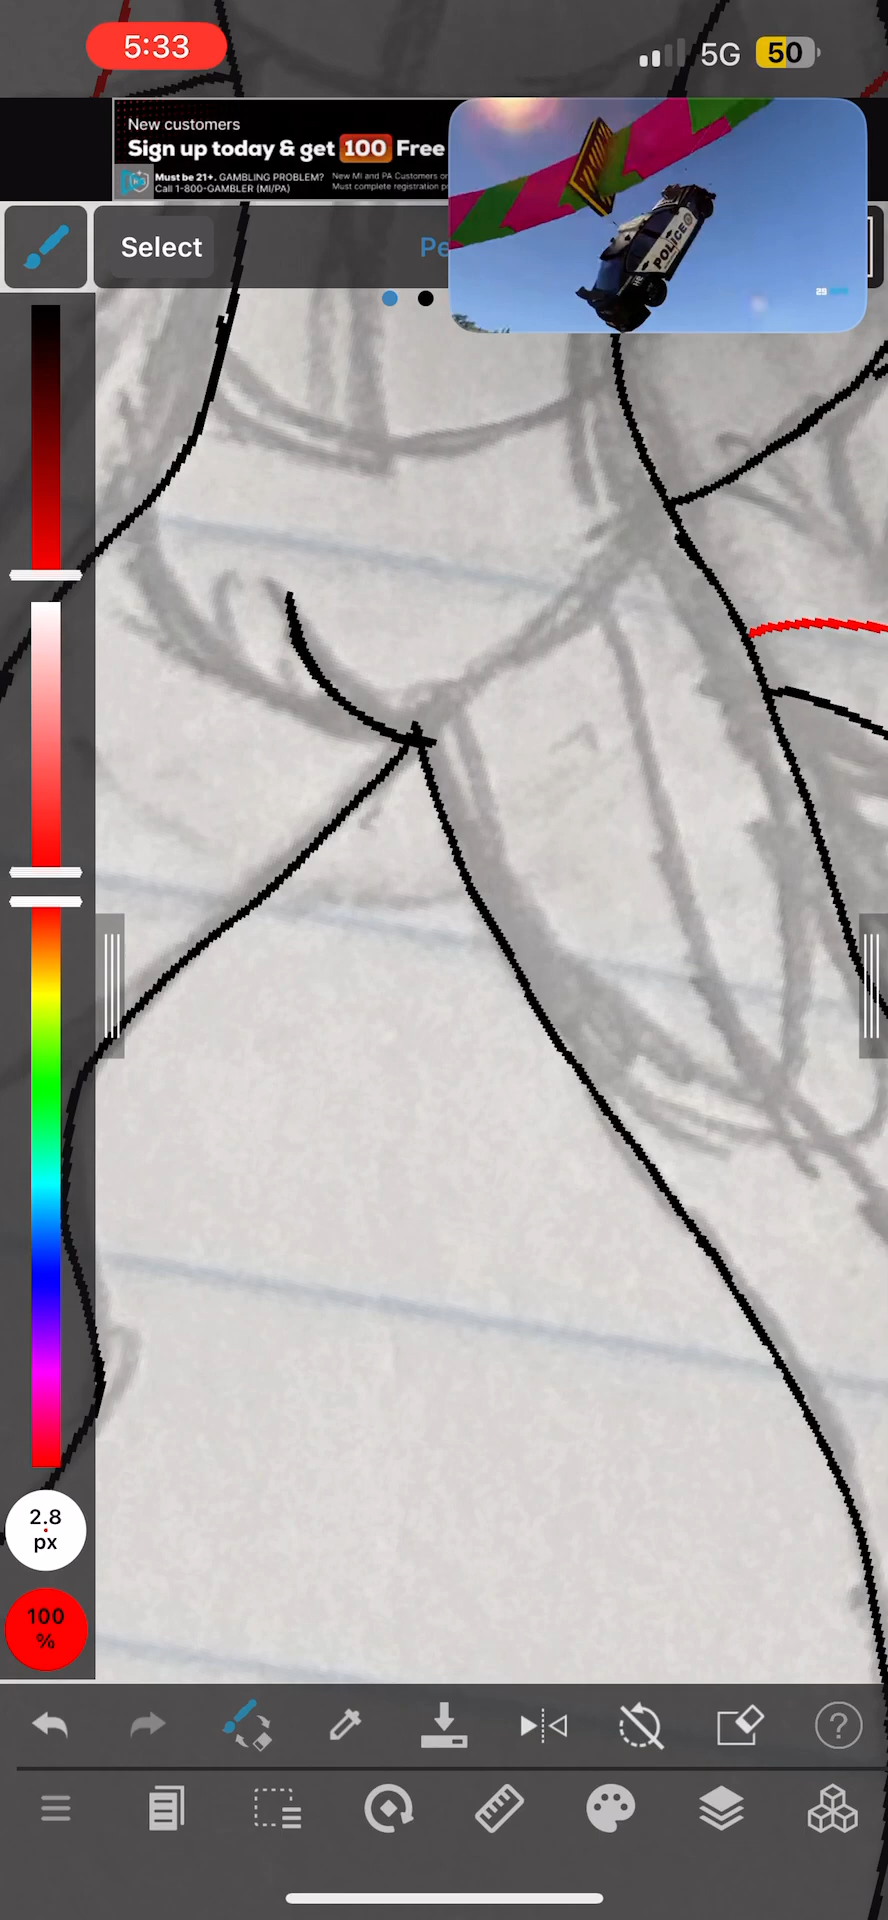 5:33
5G
50
New customers
Sign up today & get 100 Free
Must be 21+. GAMBLING PROBLEM?
Call 1-800-GAMBLER (MI/PA)
New MI and PA Customers
Must complete registration
POLICE
Select
Pe
2.8
px
100
%
?